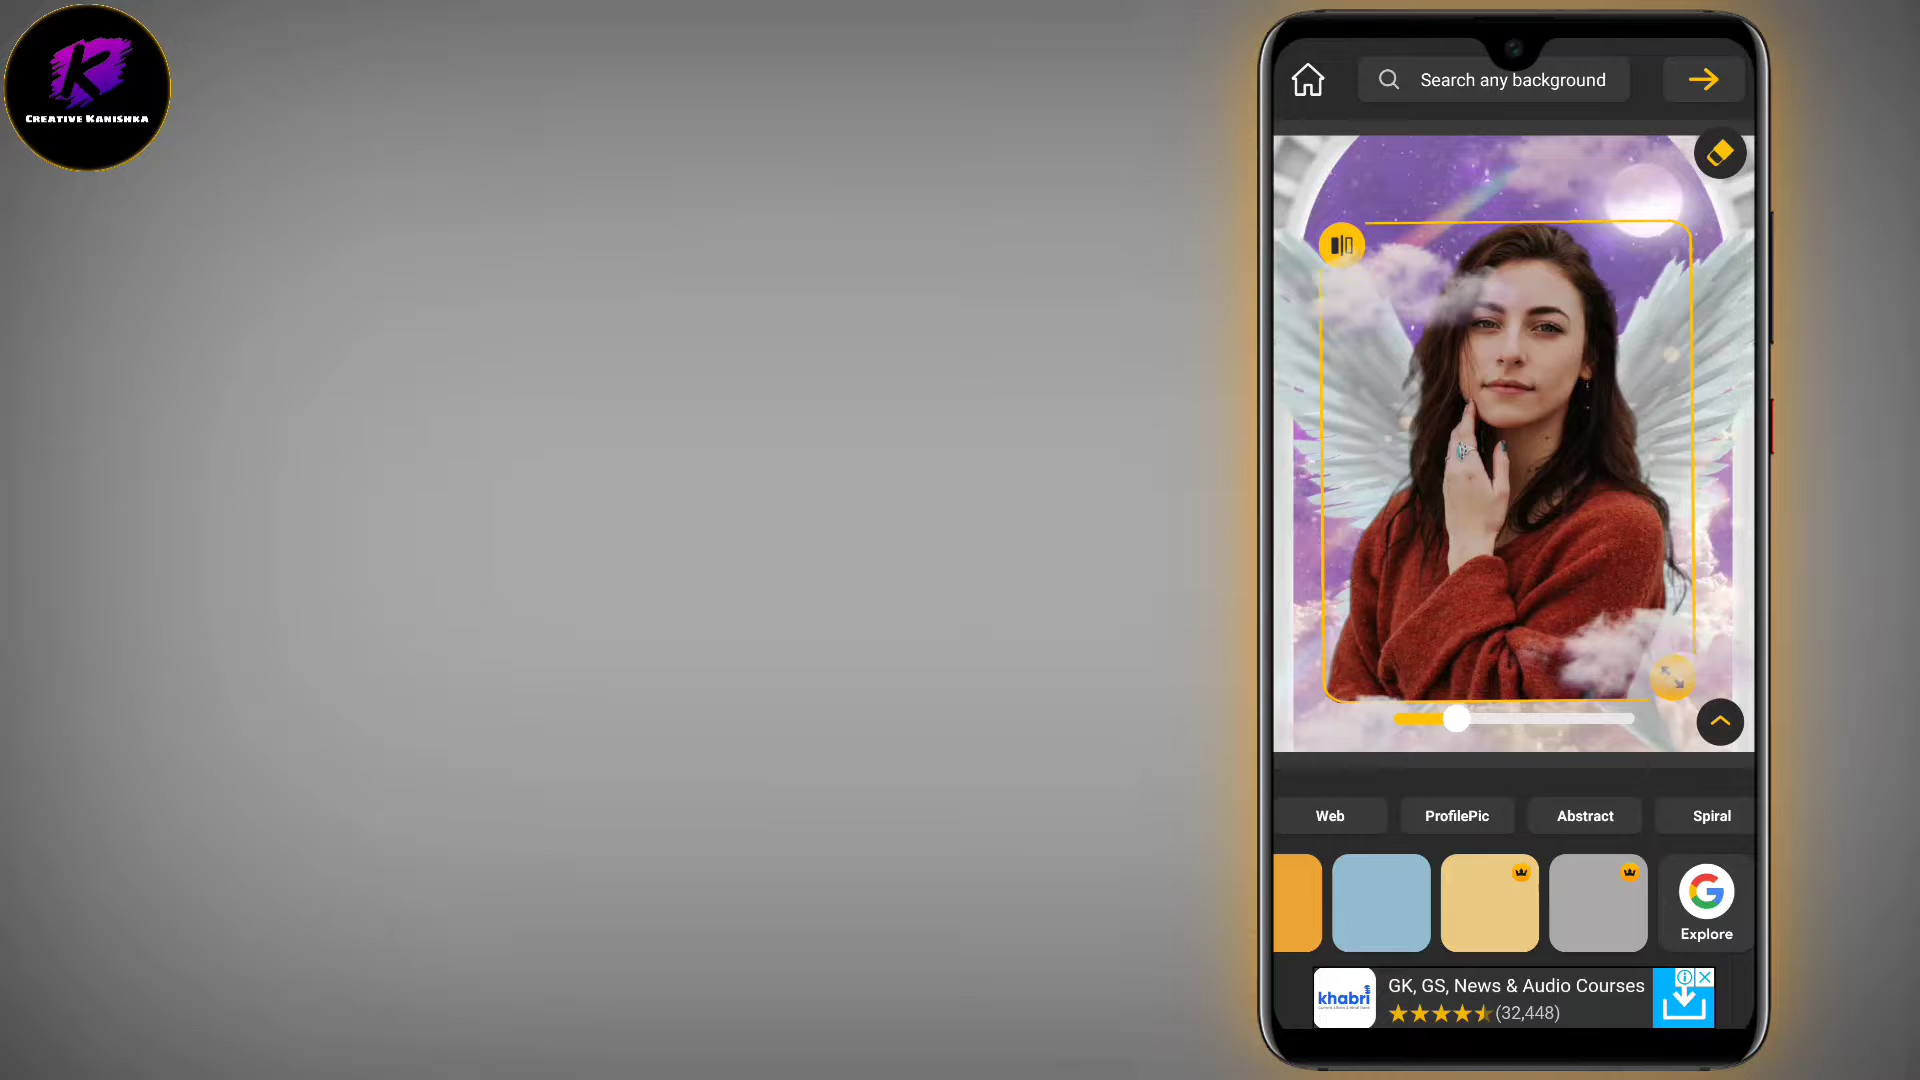 K
CREATIVE KANISHKA
Search any background
Web
ProfilePic
Abstract
Spiral
G
Explore
khabri
GK, GS, News & Audio Courses
(32,448)